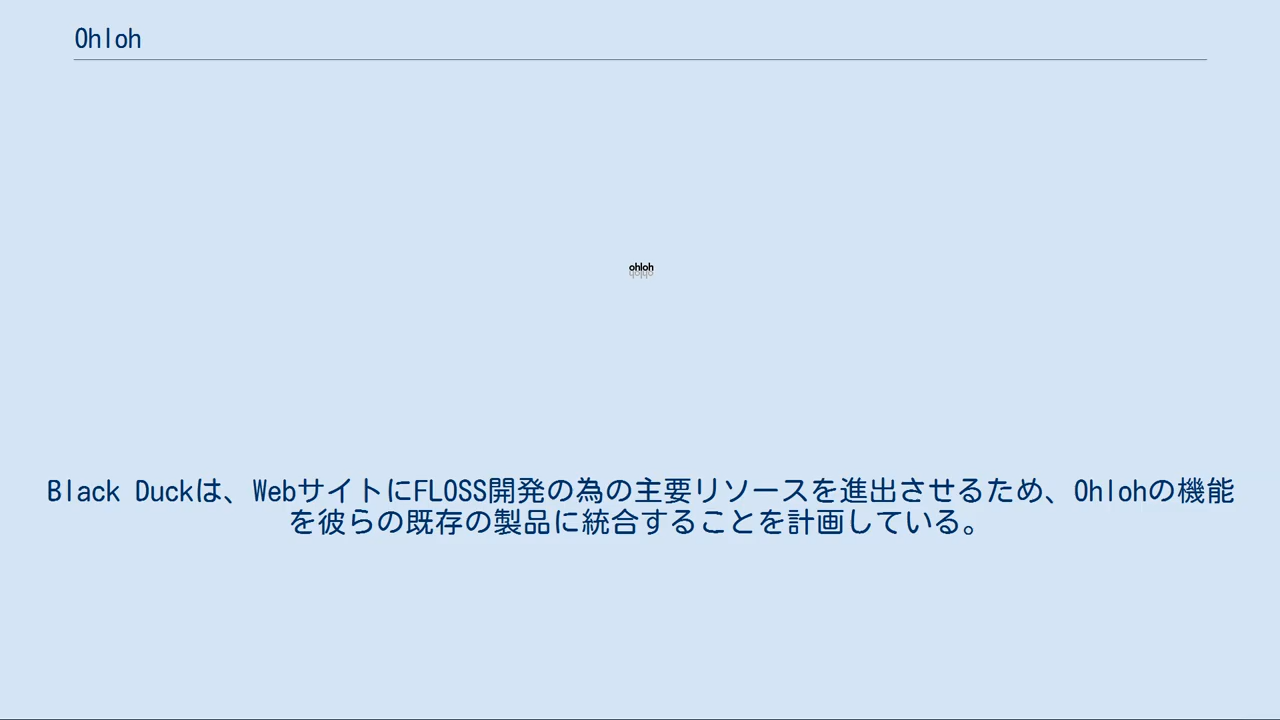 Ohloh
ohloh
Black Duckは、WebサイトにFLOSS開発の為の主要リソースを進出させるため、Ohlohの機能
を彼らの既存の製品に統合することを計画している。